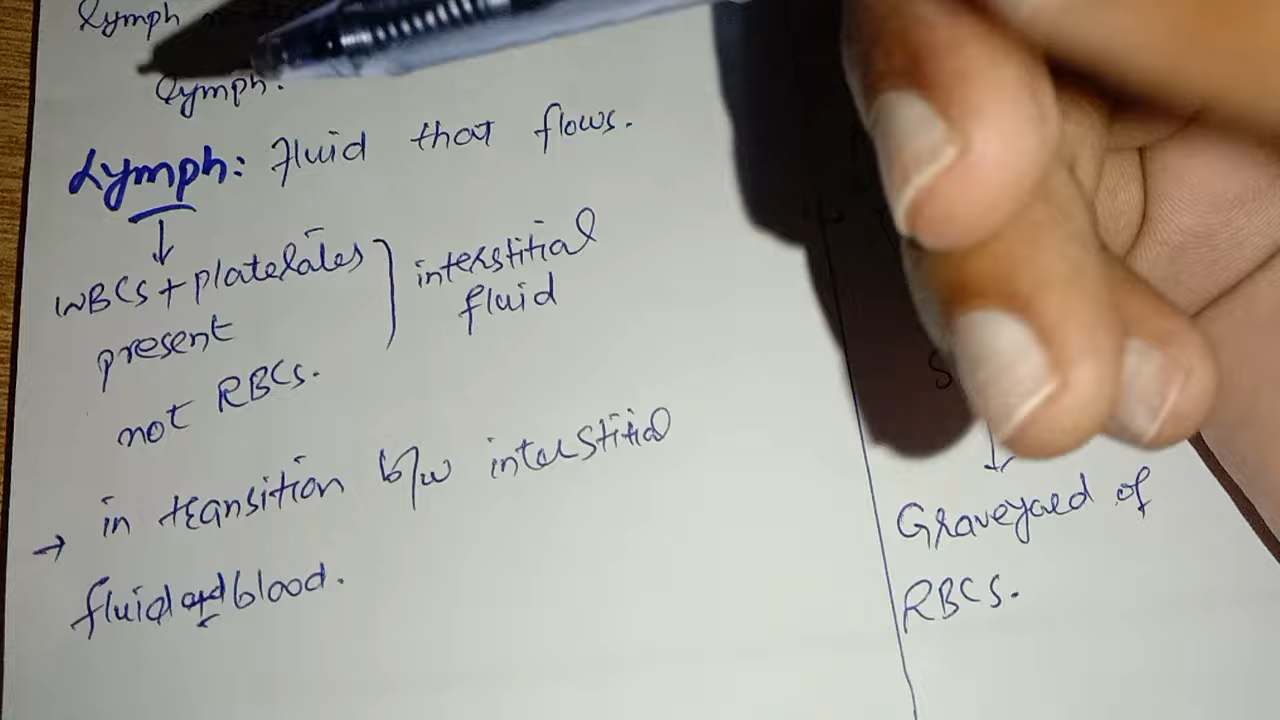 Lymph
Lymph.
Lymph: Fluid that flows.
↓
WBCs + platelates } interstitial
present fluid
not RBCs.
→ in transition b/w interstitial
fluid and blood.
S
↓
Graveyard of
RBCs.